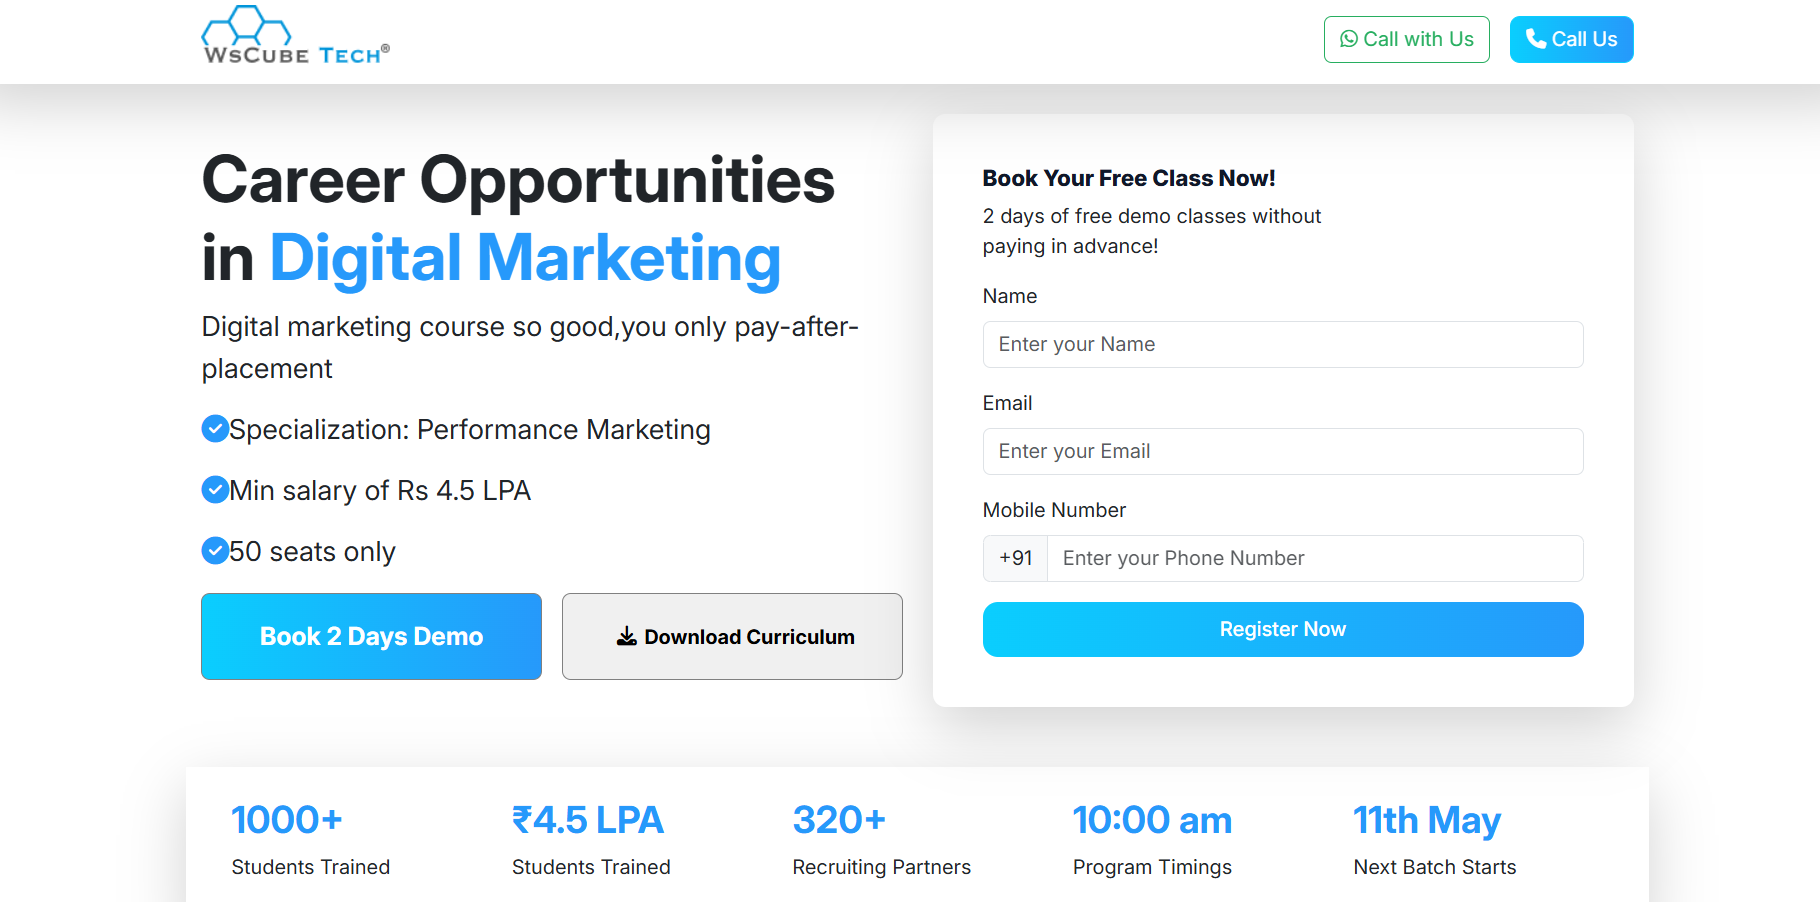 WsCube Tech®
Call with Us
Call Us
Career Opportunities
in Digital Marketing
Digital marketing course so good,you only pay-after-
placement
Specialization: Performance Marketing
Min salary of Rs 4.5 LPA
50 seats only
Book 2 Days Demo
Download Curriculum
Book Your Free Class Now!
2 days of free demo classes without
paying in advance!
Name
Enter your Name
Email
Enter your Email
Mobile Number
+91 Enter your Phone Number
Register Now
1000+
Students Trained
₹4.5 LPA
Students Trained
320+
Recruiting Partners
10:00 am
Program Timings
11th May
Next Batch Starts